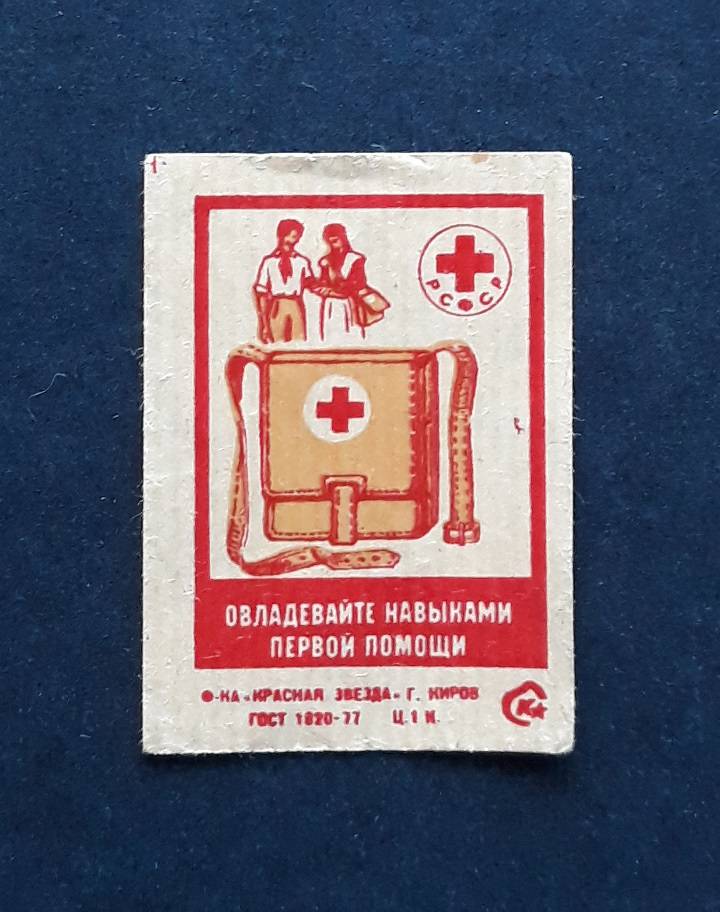 РСФСР
ОВЛАДЕВАЙТЕ НАВЫКАМИ
ПЕРВОЙ ПОМОЩИ
Ф-КА «КРАСНАЯ ЗВЕЗДА» Г. КИРОВ
ГОСТ 1820-77 Ц. 1 К.